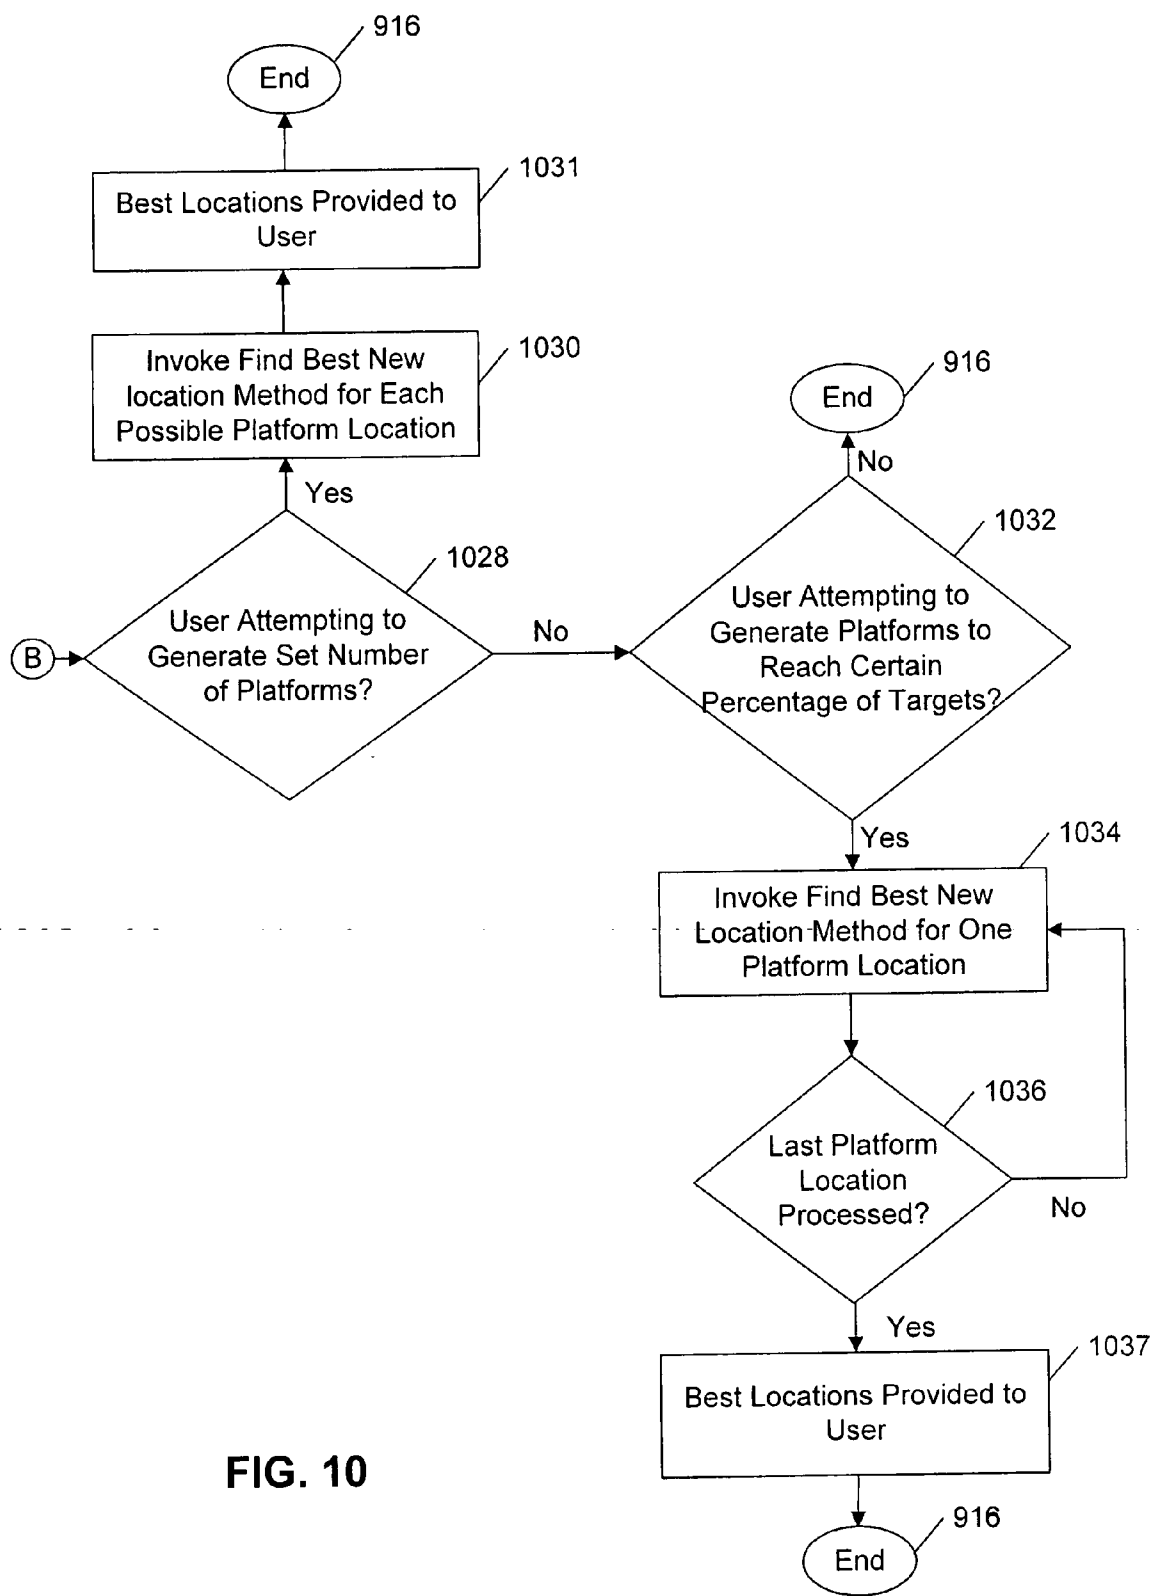 916
End
1031
Best Locations Provided to
User
1030
Invoke Find Best New
location Method for Each
Possible Platform Location
Yes
916
End
No
1028
User Attempting to
Generate Set Number
of Platforms?
B
No
1032
User Attempting to
Generate Platforms to
Reach Certain
Percentage of Targets?
Yes
1034
Invoke Find Best New
Location Method for One
Platform Location
1036
Last Platform
Location
Processed?
No
Yes
1037
Best Locations Provided to
User
916
End
FIG. 10